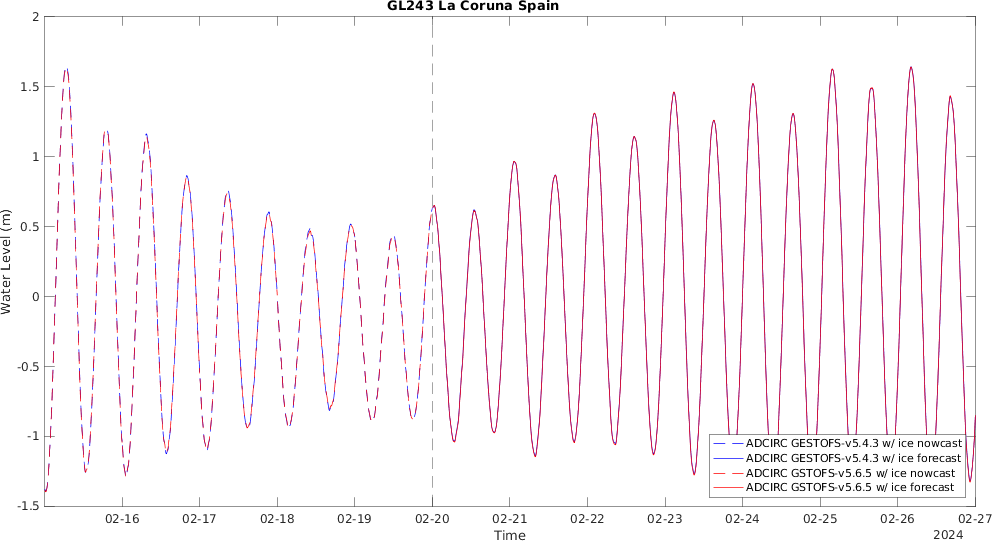 GL243 La Coruna Spain
2
1.5
1
0.5
0
-0.5
-1
-1.5
Water Level (m)
ADCIRC GESTOFS-v5.4.3 w/ ice nowcast
ADCIRC GESTOFS-v5.4.3 w/ ice forecast
ADCIRC GSTOFS-v5.6.5 w/ ice nowcast
ADCIRC GSTOFS-v5.6.5 w/ ice forecast
02-16 02-17 02-18 02-19 02-20 02-21 02-22 02-23 02-24 02-25 02-26 02-27
Time
2024